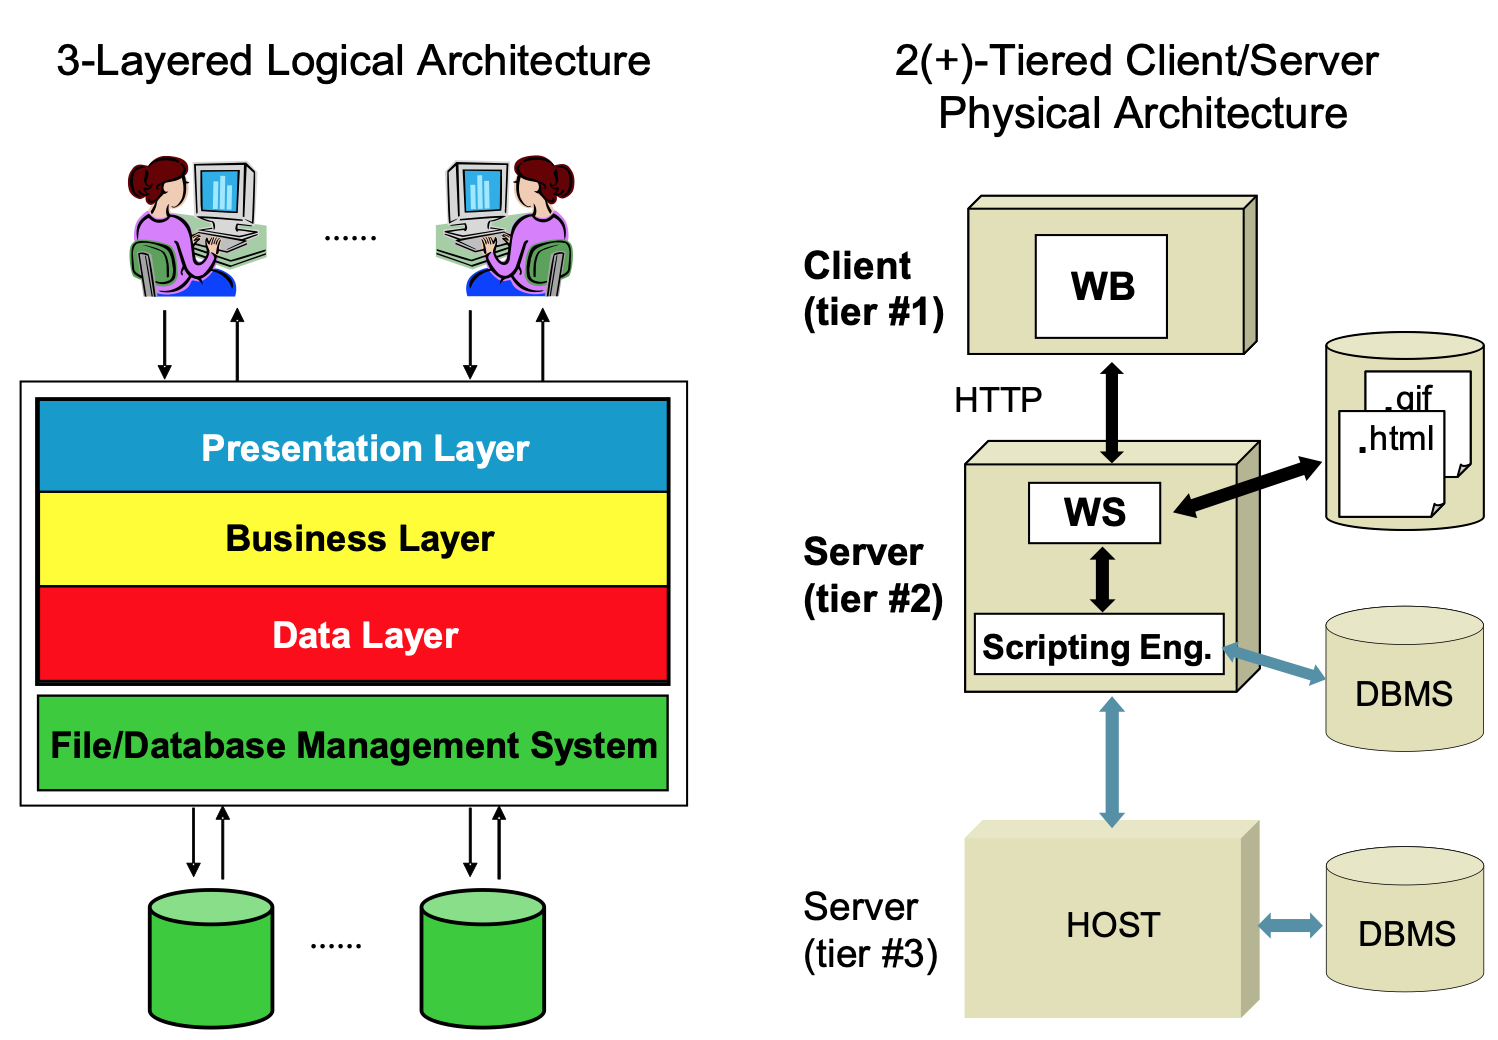 3-Layered Logical Architecture
......
Presentation Layer
Business Layer
Data Layer
File/Database Management System
......
2(+)-Tiered Client/Server
Physical Architecture
Client
(tier #1)
WB
HTTP
.gif
.html
WS
Server
(tier #2)
Scripting Eng.
DBMS
Server
(tier #3)
HOST
DBMS